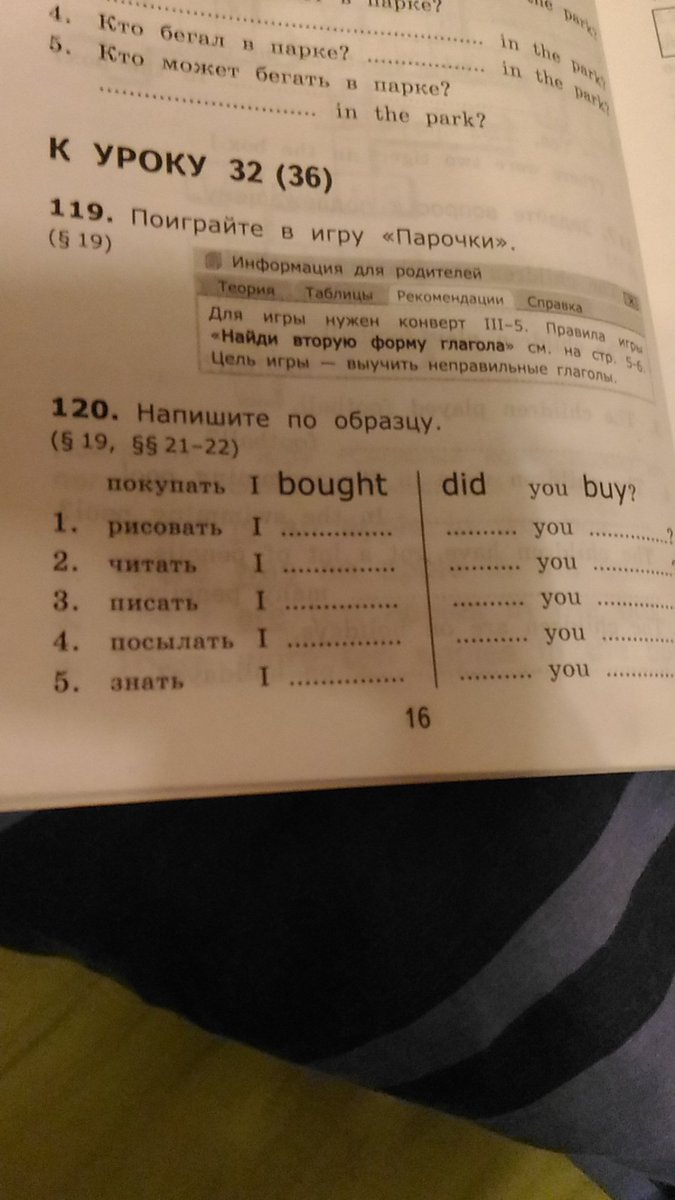 парке?
in the park?
4. Кто бегал в парке? ................. in the park?
5. Кто может бегать в парке?
............................... in the park?
К УРОКУ 32 (36)
119. Поиграйте в игру «Парочки».
(§ 19)
Информация для родителей
Теория Таблицы Рекомендации Справка
Для игры нужен конверт III–5. Правила игры
«Найди вторую форму глагола» см. на стр. 5-6.
Цель игры — выучить неправильные глаголы.
120. Напишите по образцу.
(§ 19, §§ 21–22)
покупать I bought did you buy?
1. рисовать I ............... .......... you ............?
2. читать I ............... .......... you ............
3. писать I ............... .......... you ............
4. посылать I ............... .......... you ............
5. знать I ............... .......... you ............
16